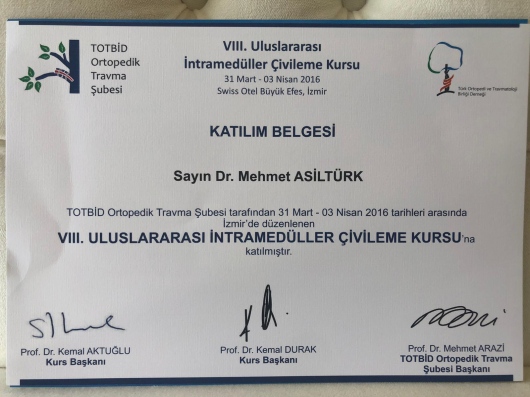 TOTBİD
Ortopedik
Travma
Şubesi
VIII. Uluslararası
İntramedüller Çivileme Kursu
31 Mart - 03 Nisan 2016
Swiss Otel Büyük Efes, İzmir
Türk Ortopedi ve Travmatoloji
Birliği Derneği
KATILIM BELGESİ
Sayın Dr. Mehmet ASİLTÜRK
TOTBİD Ortopedik Travma Şubesi tarafından 31 Mart - 03 Nisan 2016 tarihleri arasında
İzmir'de düzenlenen
VIII. ULUSLARARASI İNTRAMEDÜLLER ÇİVİLEME KURSU'na
katılmıştır.
Prof. Dr. Kemal AKTUĞLU
Kurs Başkanı
Prof. Dr. Kemal DURAK
Kurs Başkanı
Prof. Dr. Mehmet ARAZİ
TOTBİD Ortopedik Travma
Şubesi Başkanı